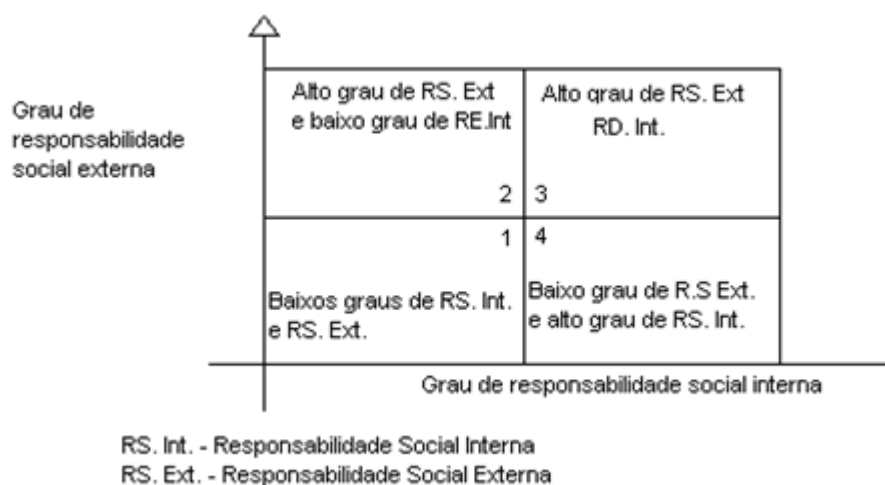 Grau de
responsabilidade
social externa
Alto grau de RS. Ext
e baixo grau de RE.Int
2
Alto grau de RS. Ext
RD. Int.
3
1
Baixos graus de RS. Int.
e RS. Ext.
4
Baixo grau de R.S Ext.
e alto grau de RS. Int.
Grau de responsabilidade social interna
RS. Int. - Responsabilidade Social Interna
RS. Ext. - Responsabilidade Social Externa